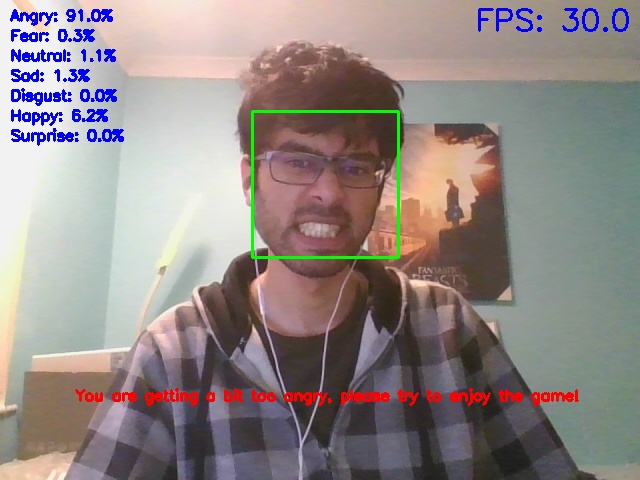 Angry: 91.0%
FPS: 30.0
Fear: 0.3%
Neutral: 1.1%
Sad: 1.3%
Disgust: 0.0%
Happy: 6.2%
Surprise: 0.0%
FANTASTIC
BEASTS
You are getting a bit too angry, please try to enjoy the game!